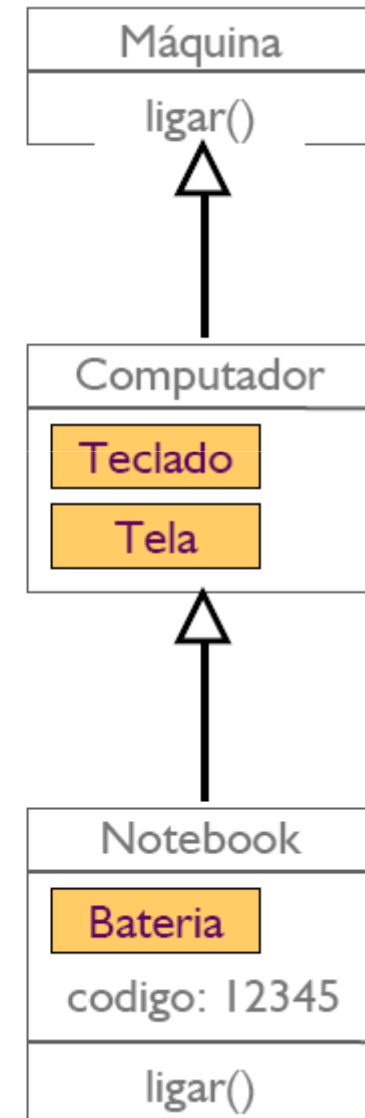 Máquina
ligar()
Computador
Teclado
Tela
Notebook
Bateria
codigo: 12345
ligar()